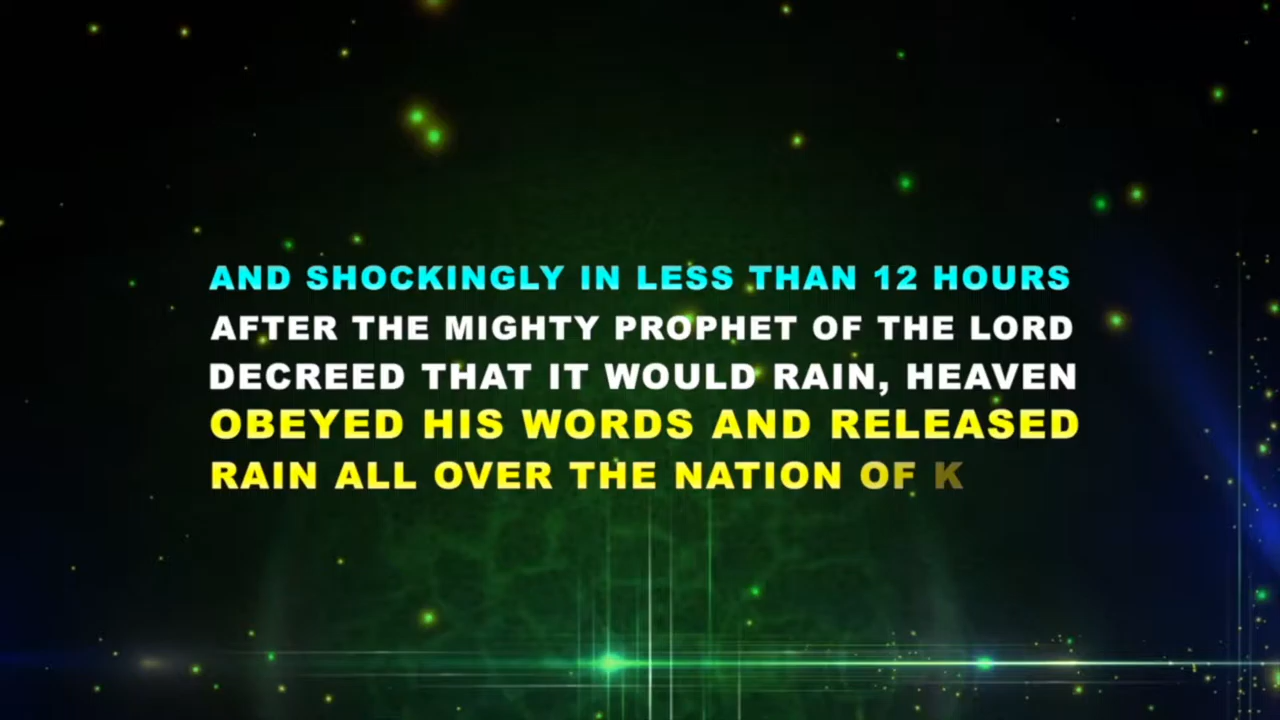 AND SHOCKINGLY IN LESS THAN 12 HOURS
AFTER THE MIGHTY PROPHET OF THE LORD
DECREED THAT IT WOULD RAIN, HEAVEN
OBEYED HIS WORDS AND RELEASED
RAIN ALL OVER THE NATION OF K